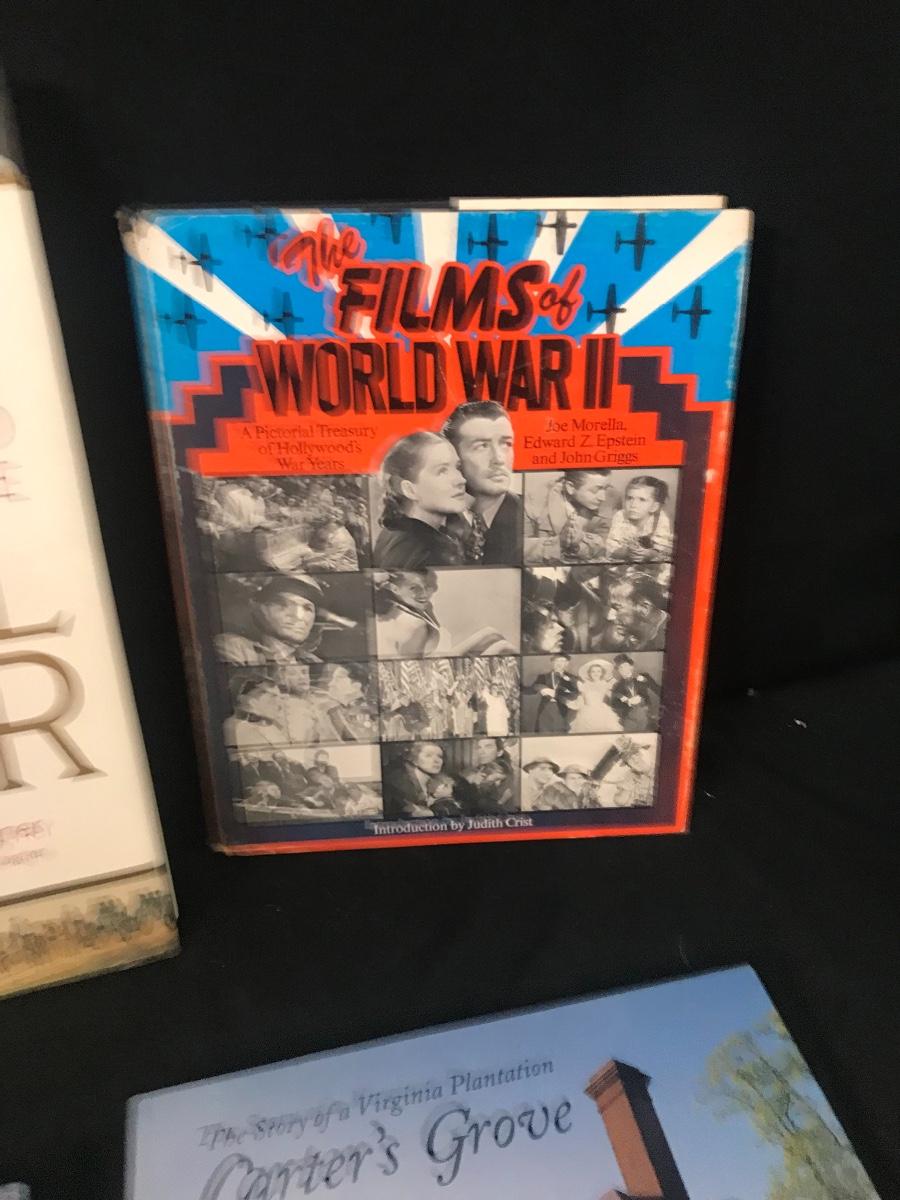 The
FILMS of
WORLD WAR II
A Pictorial Treasury
of Hollywood's
War Years
Joe Morella,
Edward Z. Epstein
and John Griggs
Introduction by Judith Crist
The Story of a Virginia Plantation
Carter's Grove